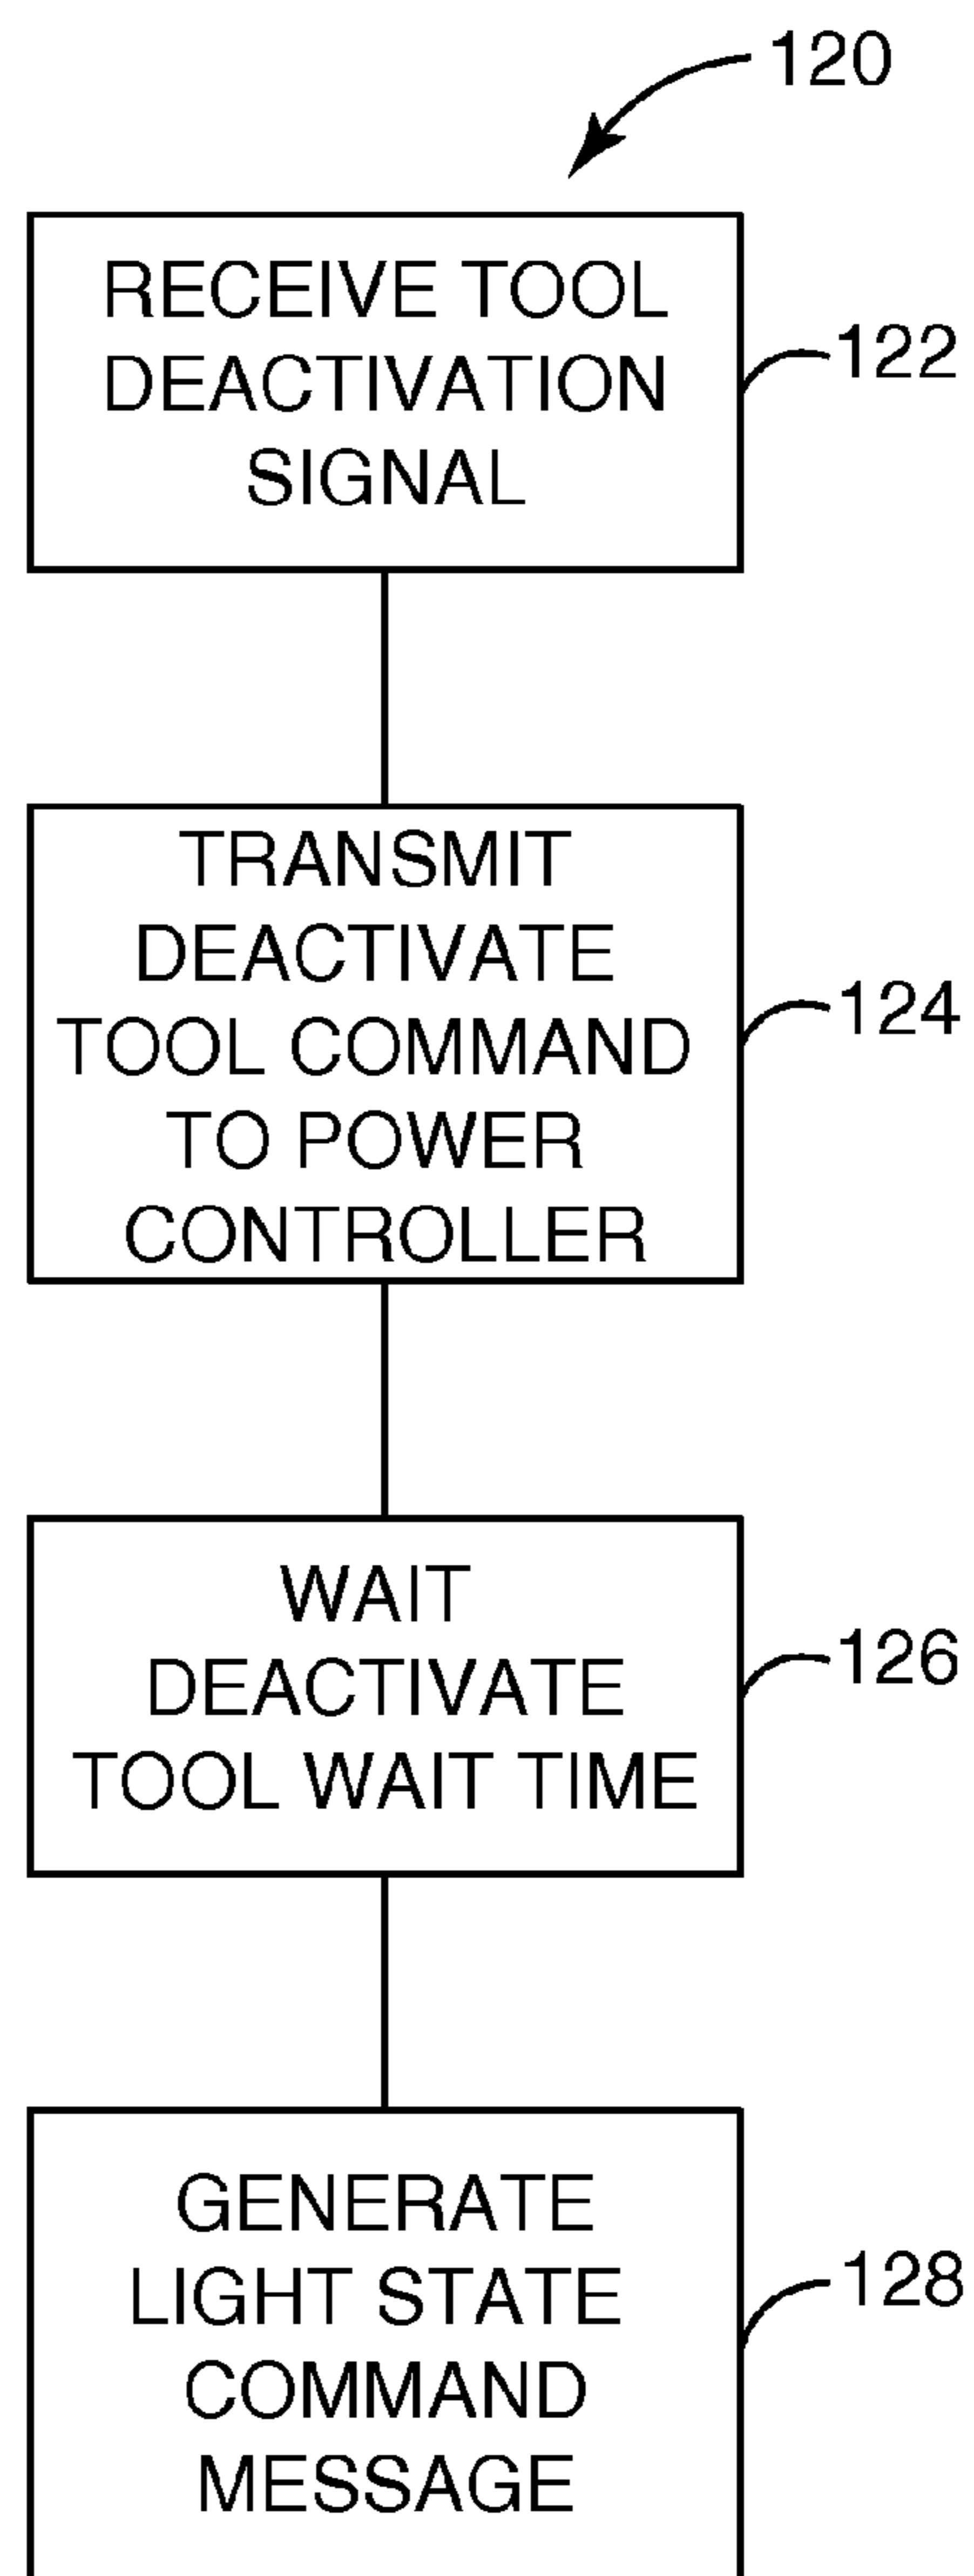 120
RECEIVE TOOL
DEACTIVATION
SIGNAL
122
TRANSMIT
DEACTIVATE
TOOL COMMAND
TO POWER
CONTROLLER
124
WAIT
DEACTIVATE
TOOL WAIT TIME
126
GENERATE
LIGHT STATE
COMMAND
MESSAGE
128